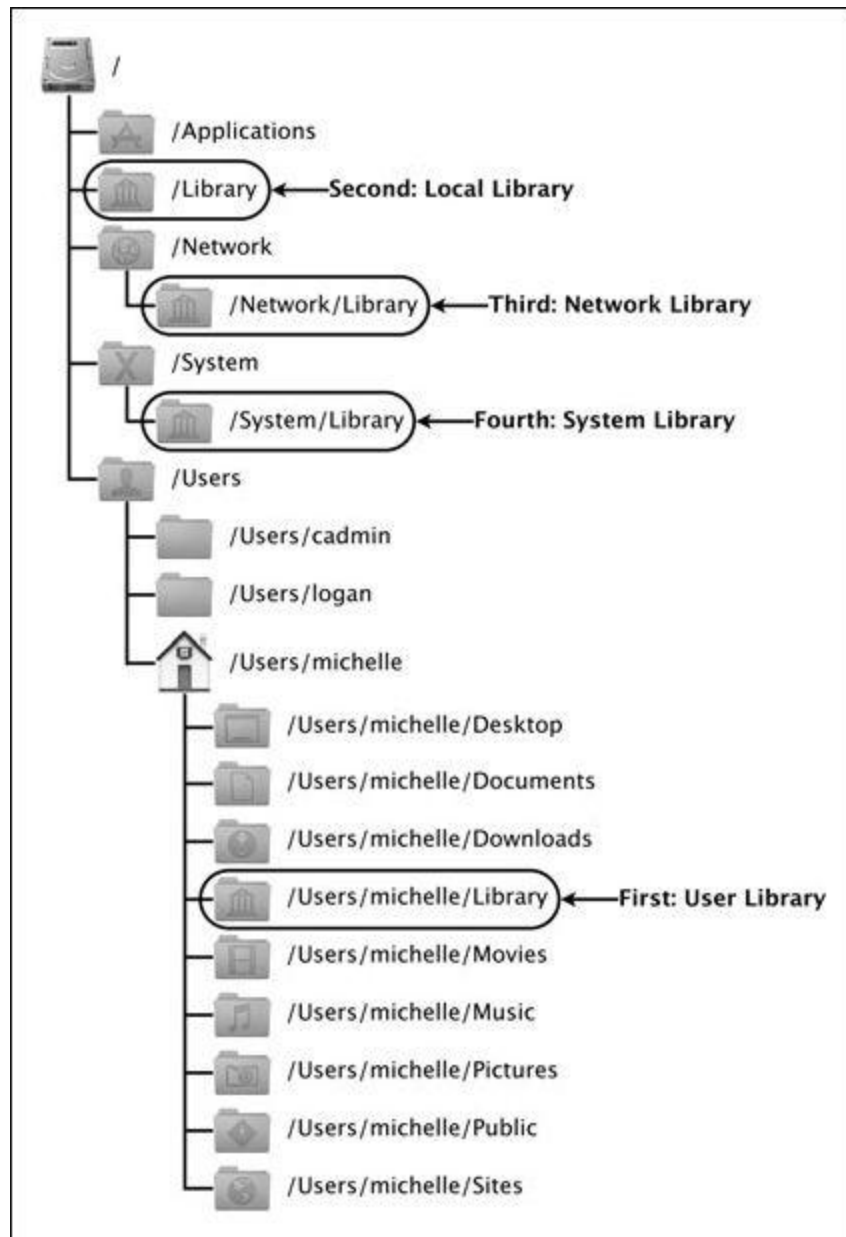 /
/Applications
/Library Second: Local Library
/Network
/Network/Library Third: Network Library
/System
/System/Library Fourth: System Library
/Users
/Users/cadmin
/Users/logan
/Users/michelle
/Users/michelle/Desktop
/Users/michelle/Documents
/Users/michelle/Downloads
/Users/michelle/Library First: User Library
/Users/michelle/Movies
/Users/michelle/Music
/Users/michelle/Pictures
/Users/michelle/Public
/Users/michelle/Sites